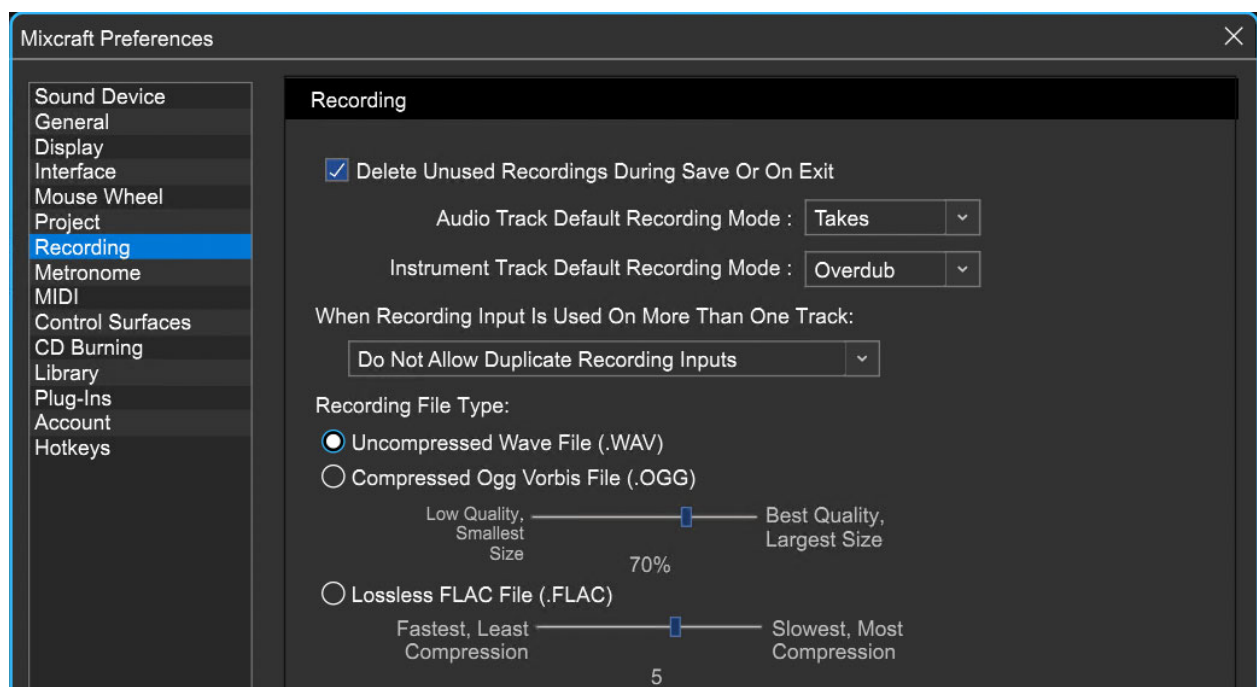 Mixcraft Preferences
Sound Device
General
Display
Interface
Mouse Wheel
Project
Recording
Metronome
MIDI
Control Surfaces
CD Burning
Library
Plug-Ins
Account
Hotkeys
Recording
Delete Unused Recordings During Save Or On Exit
Audio Track Default Recording Mode : Takes
Instrument Track Default Recording Mode : Overdub
When Recording Input Is Used On More Than One Track:
Do Not Allow Duplicate Recording Inputs
Recording File Type:
Uncompressed Wave File (.WAV)
Compressed Ogg Vorbis File (.OGG)
Low Quality,
Smallest
Size
Best Quality,
Largest Size
70%
Lossless FLAC File (.FLAC)
Fastest, Least
Compression
Slowest, Most
Compression
5